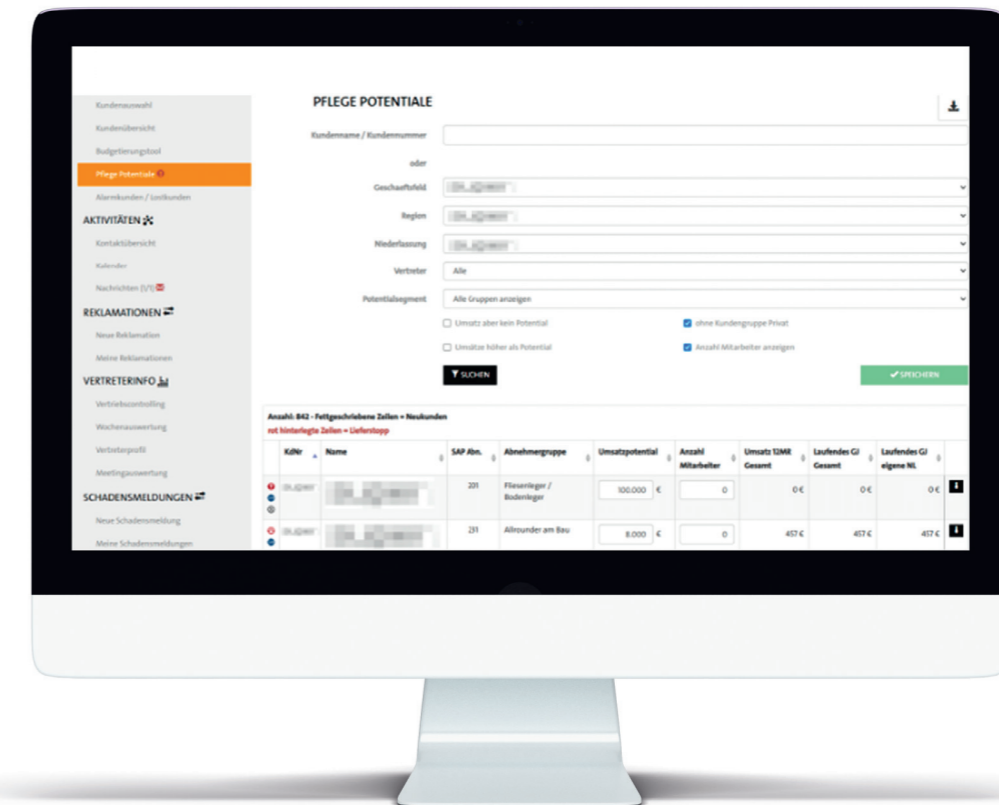 Kundenauswahl
Kundenübersicht
Budgetierungstool
Pflege Potentiale
Alarmkunden / Lostkunden
AKTIVITÄTEN
Kontaktübersicht
Kalender
Nachrichten (1/1)
REKLAMATIONEN
Neue Reklamation
Meine Reklamationen
VERTRETERINFO
Vertriebscontrolling
Wochenauswertung
Vertreterprofil
Meetingauswertung
SCHADENSMELDUNGEN
Neue Schadensmeldung
Meine Schadensmeldungen
PFLEGE POTENTIALE
Kundenname / Kundennummer
oder
Geschaeftsfeld
Region
Niederlassung
Vertreter Alle
Potentialsegment Alle Gruppen anzeigen
Umsatz aber kein Potential ohne Kundengruppe Privat
Umsätze höher als Potential Anzahl Mitarbeiter anzeigen
SUCHEN SPEICHERN
Anzahl: 842 - Fettgeschriebene Zeilen = Neukunden
rot hinterlegte Zeilen = Lieferstopp
KdNr Name SAP Abn. Abnehmergruppe Umsatzpotential Anzahl Mitarbeiter Umsatz 12MR Gesamt Laufendes GJ Gesamt Laufendes GJ eigene NL
201 Fliesenleger / Bodenleger 100.000 € 0 0 € 0 € 0 €
231 Allrounder am Bau 8.000 € 0 457 € 457 € 457 €